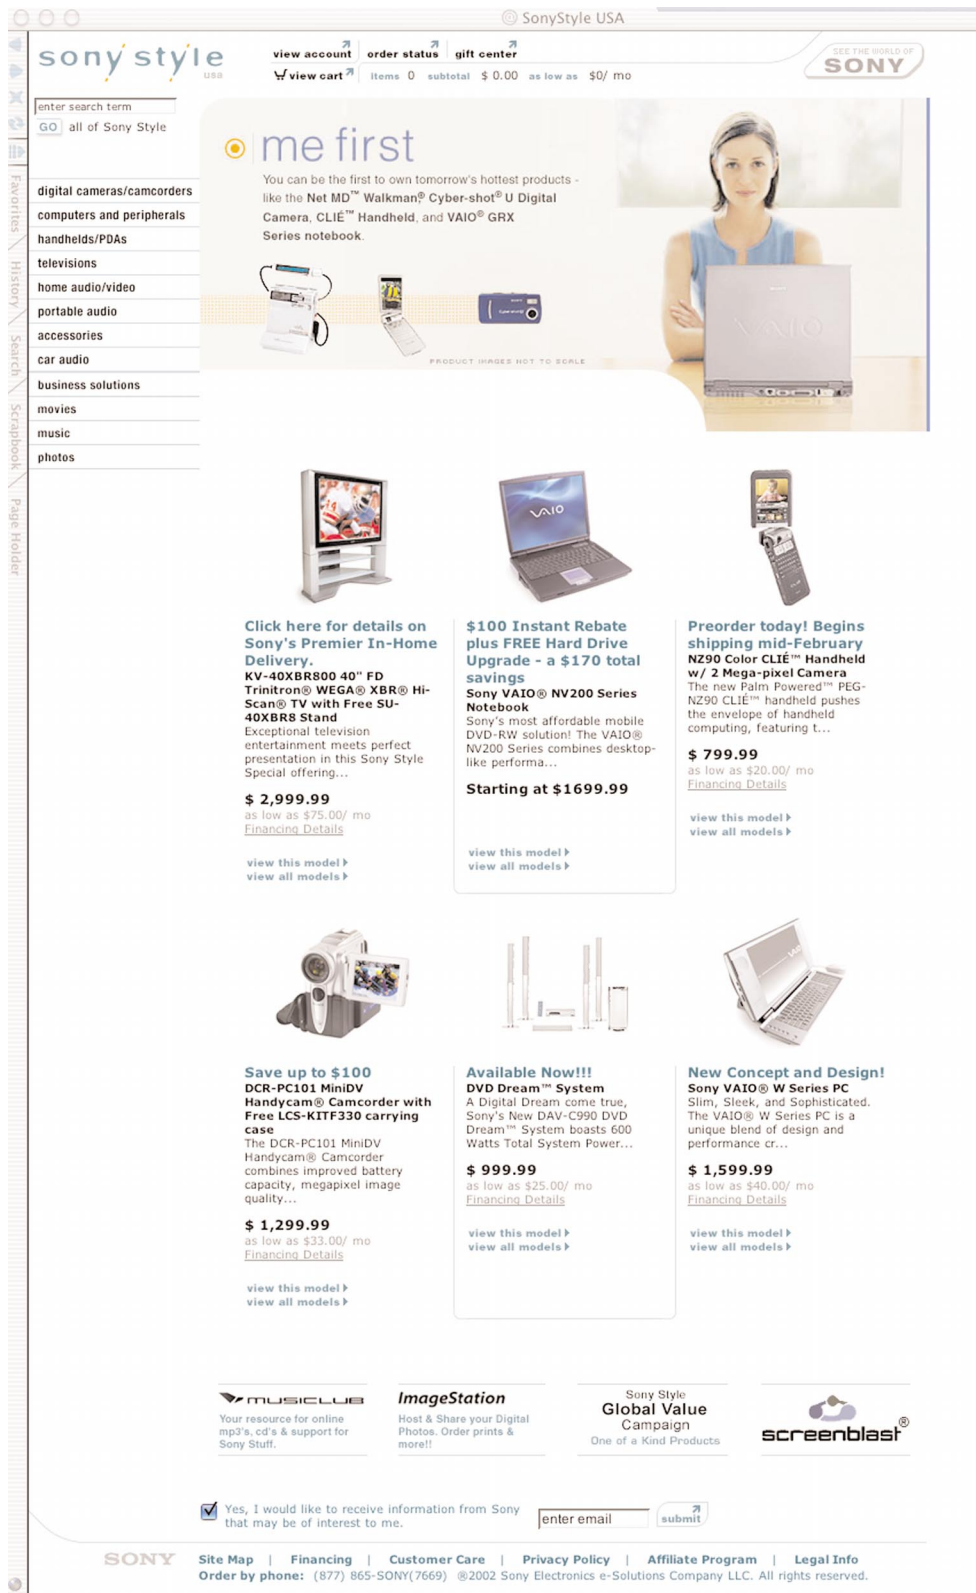 SonyStyle USA
sony style
usa
view account
order status
gift center
view cart
items 0 subtotal $ 0.00 as low as $0/ mo
SEE THE WORLD OF
SONY
enter search term
GO all of Sony Style
Favorites
History
Search
Scrapbook
Page Holder
digital cameras/camcorders
computers and peripherals
handhelds/PDAs
televisions
home audio/video
portable audio
accessories
car audio
business solutions
movies
music
photos
me first
You can be the first to own tomorrow's hottest products -
like the Net MD™ Walkman® Cyber-shot® U Digital
Camera, CLIÉ™ Handheld, and VAIO® GRX
Series notebook.
PRODUCT IMAGES NOT TO SCALE
VAIO
VAIO
Click here for details on
Sony's Premier In-Home
Delivery.
KV-40XBR800 40" FD
Trinitron® WEGA® XBR® Hi-
Scan® TV with Free SU-
40XBR8 Stand
Exceptional television
entertainment meets perfect
presentation in this Sony Style
Special offering...
$ 2,999.99
as low as $75.00/ mo
Financing Details
view this model
view all models
$100 Instant Rebate
plus FREE Hard Drive
Upgrade - a $170 total
savings
Sony VAIO® NV200 Series
Notebook
Sony's most affordable mobile
DVD-RW solution! The VAIO®
NV200 Series combines desktop-
like performa...
Starting at $1699.99
view this model
view all models
Preorder today! Begins
shipping mid-February
NZ90 Color CLIÉ™ Handheld
w/ 2 Mega-pixel Camera
The new Palm Powered™ PEG-
NZ90 CLIÉ™ handheld pushes
the envelope of handheld
computing, featuring t...
$ 799.99
as low as $20.00/ mo
Financing Details
view this model
view all models
Save up to $100
DCR-PC101 MiniDV
Handycam® Camcorder with
Free LCS-KITF330 carrying
case
The DCR-PC101 MiniDV
Handycam® Camcorder
combines improved battery
capacity, megapixel image
quality...
$ 1,299.99
as low as $33.00/ mo
Financing Details
view this model
view all models
Available Now!!!
DVD Dream™ System
A Digital Dream come true,
Sony's New DAV-C990 DVD
Dream™ System boasts 600
Watts Total System Power...
$ 999.99
as low as $25.00/ mo
Financing Details
view this model
view all models
New Concept and Design!
Sony VAIO® W Series PC
Slim, Sleek, and Sophisticated.
The VAIO® W Series PC is a
unique blend of design and
performance cr...
$ 1,599.99
as low as $40.00/ mo
Financing Details
view this model
view all models
MUSICLUB
Your resource for online
mp3's, cd's & support for
Sony Stuff.
ImageStation
Host & Share your Digital
Photos. Order prints &
more!!
Sony Style
Global Value
Campaign
One of a Kind Products
screenblast®
Yes, I would like to receive information from Sony
that may be of interest to me.
enter email
submit
SONY
Site Map | Financing | Customer Care | Privacy Policy | Affiliate Program | Legal Info
Order by phone: (877) 865-SONY(7669) ®2002 Sony Electronics e-Solutions Company LLC. All rights reserved.